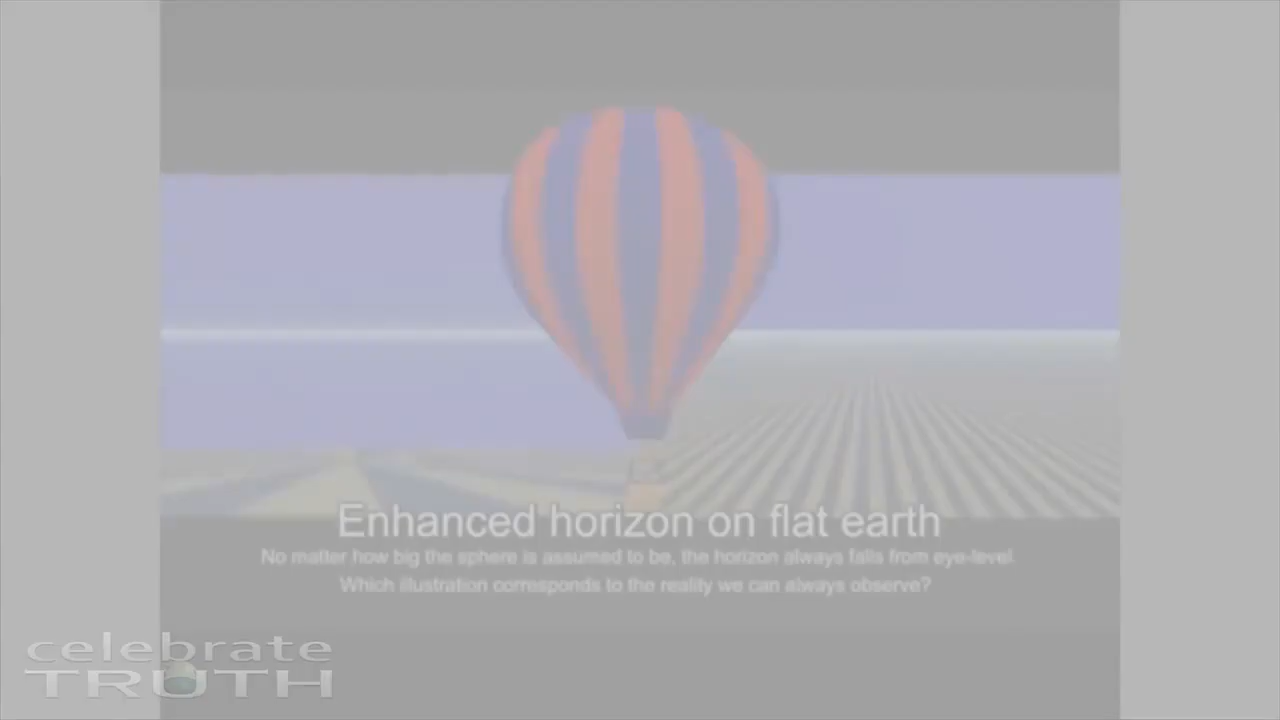 Enhanced horizon on flat earth
No matter how big the sphere is assumed to be, the horizon always falls from eye-level.
Which illustration corresponds to the reality we can always observe?
celebrate
TRUTH